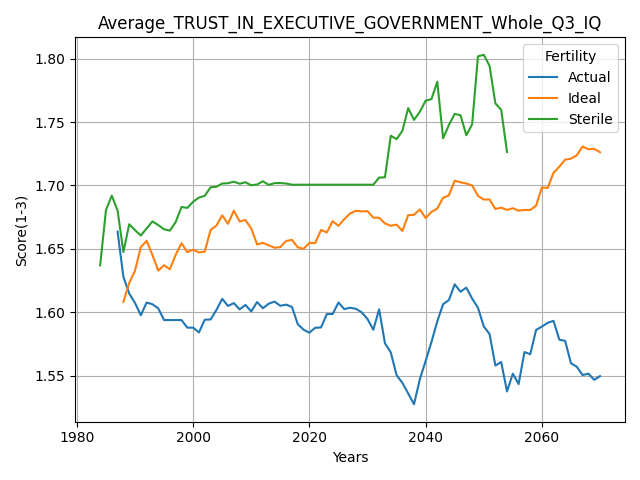 Average_TRUST_IN_EXECUTIVE_GOVERNMENT_Whole_Q3_IQ
Fertility
Actual
Ideal
Sterile
Score(1-3)
1.80
1.75
1.70
1.65
1.60
1.55
1980
2000
2020
2040
2060
Years